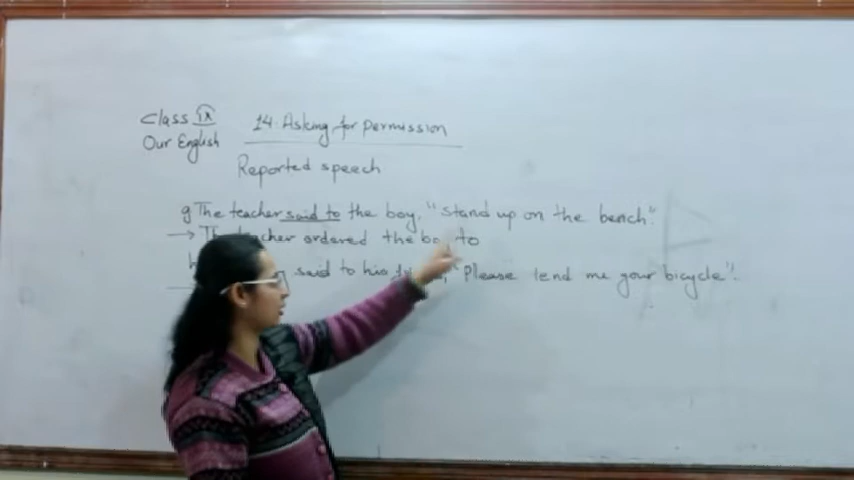 Class IX
Our English
14. Asking for permission
Reported speech
g The teacher said to the boy, "Stand up on the bench".
→ The teacher ordered the boy to
said to his "Please lend me your bicycle".